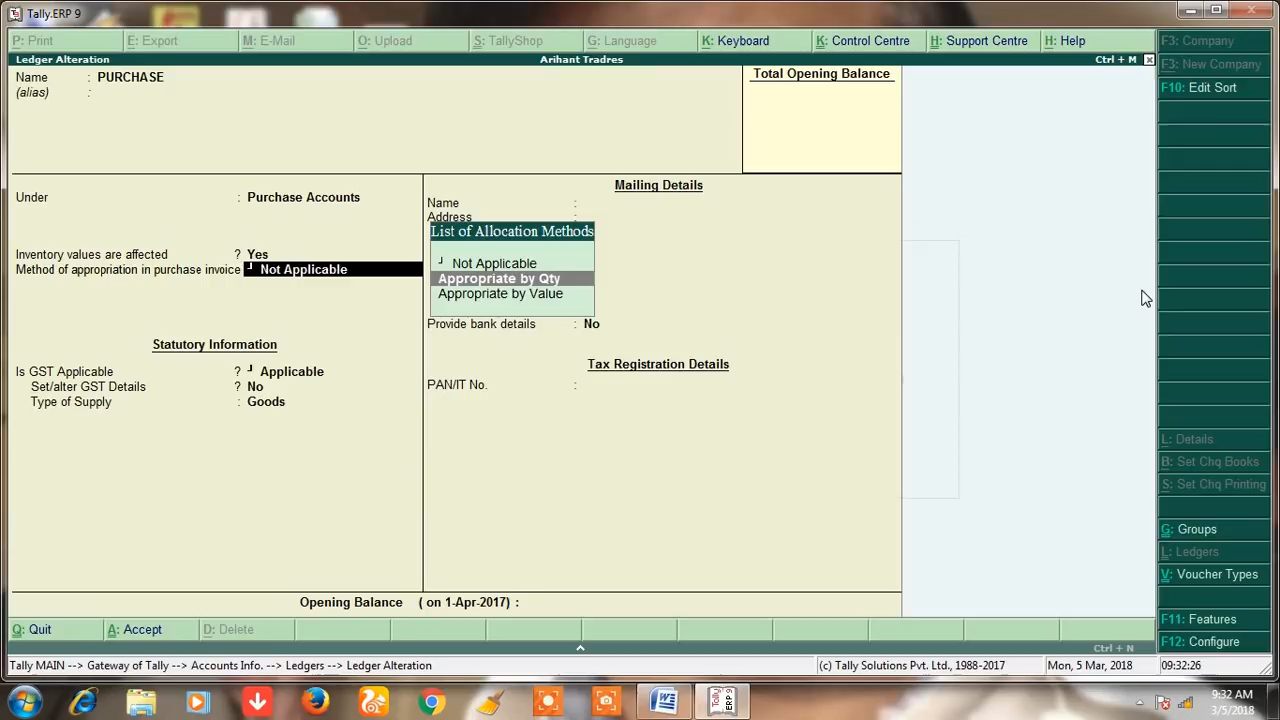 Tally.ERP 9
P: Print
E: Export
M: E-Mail
O: Upload
S: TallyShop
G: Language
K: Keyboard
K: Control Centre
H: Support Centre
H: Help
F3: Company
Ledger Alteration
Arihant Tradres
Ctrl + M
F3: New Company
Name : PURCHASE
(alias) :
Total Opening Balance
F10: Edit Sort
Under : Purchase Accounts
Inventory values are affected ? Yes
Method of appropriation in purchase invoice ┘ Not Applicable
Statutory Information
Is GST Applicable ? ┘ Applicable
Set/alter GST Details ? No
Type of Supply : Goods
Mailing Details
Name :
Address :
List of Allocation Methods
┘ Not Applicable
Appropriate by Qty
Appropriate by Value
Provide bank details : No
Tax Registration Details
PAN/IT No. :
L: Details
B: Set Chq Books
S: Set Chq Printing
G: Groups
L: Ledgers
V: Voucher Types
F11: Features
F12: Configure
Opening Balance ( on 1-Apr-2017) :
Q: Quit
A: Accept
D: Delete
Ctrl + N
Tally MAIN --> Gateway of Tally --> Accounts Info. --> Ledgers --> Ledger Alteration
(c) Tally Solutions Pvt. Ltd., 1988-2017
Mon, 5 Mar, 2018
09:32:26
9:32 AM
3/5/2018